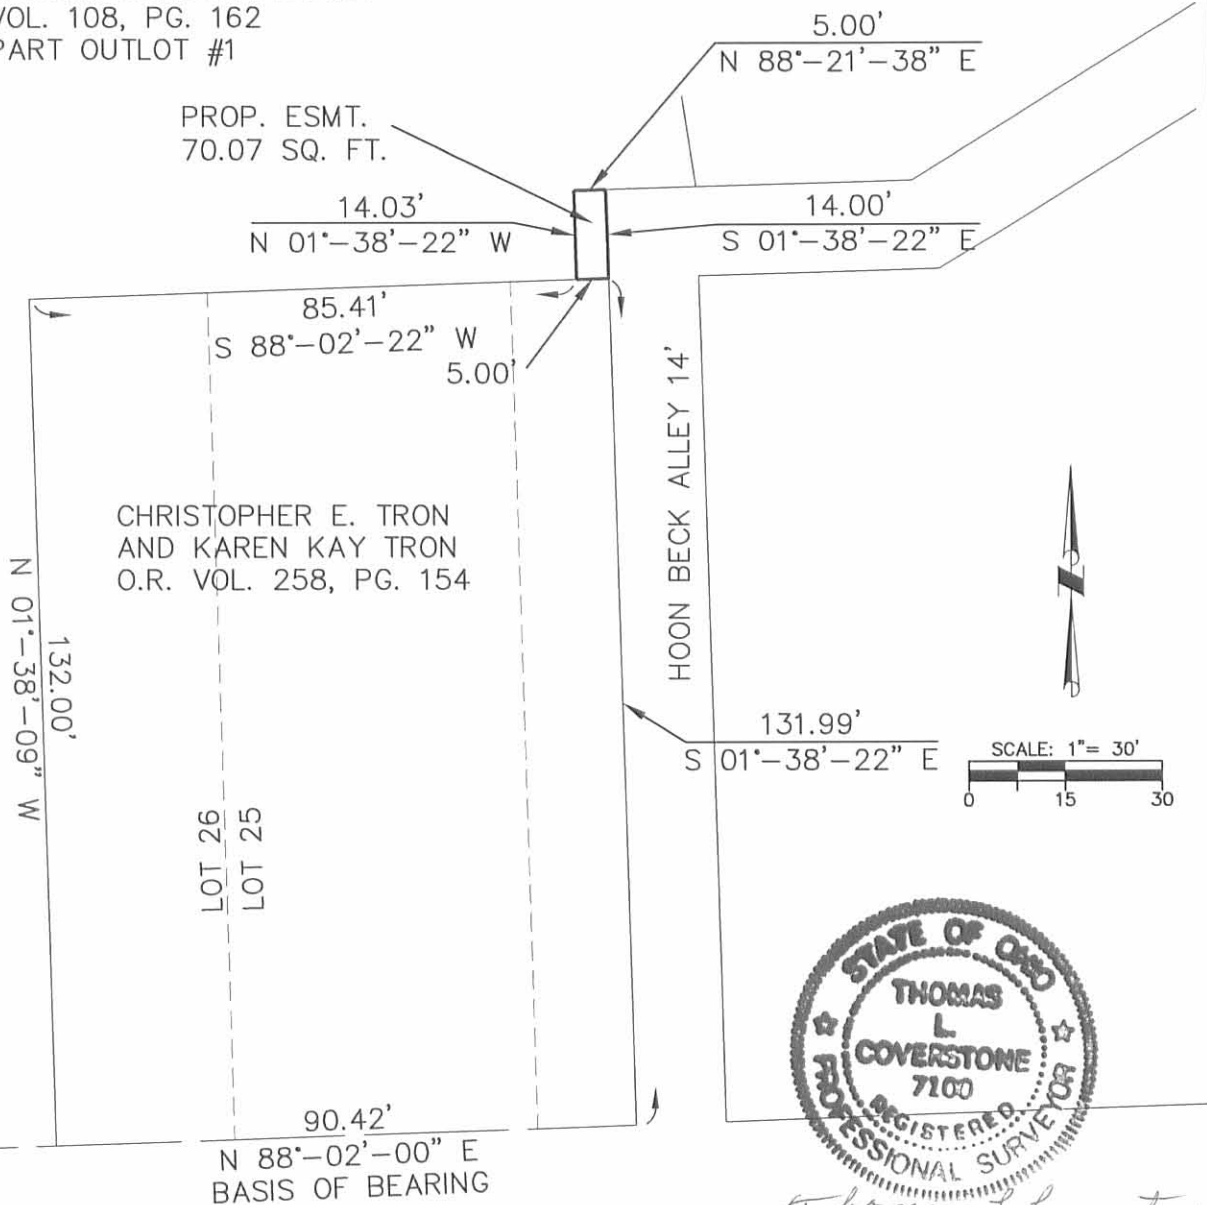 VOL. 108, PG. 162
PART OUTLOT #1
5.00'
N 88°-21'-38" E
PROP. ESMT.
70.07 SQ. FT.
14.03'
N 01°-38'-22" W
14.00'
S 01°-38'-22" E
85.41'
S 88°-02'-22" W
5.00'
HOON BECK ALLEY 14'
CHRISTOPHER E. TRON
AND KAREN KAY TRON
O.R. VOL. 258, PG. 154
N 01°-38'-09" W
132.00'
Z
131.99'
S 01°-38'-22" E
SCALE: 1"= 30'
0 15 30
LOT 26
LOT 25
STATE OF OHIO
THOMAS
L.
COVERSTONE
7100
REGISTERED
PROFESSIONAL SURVEYOR
90.42'
N 88°-02'-00" E
BASIS OF BEARING